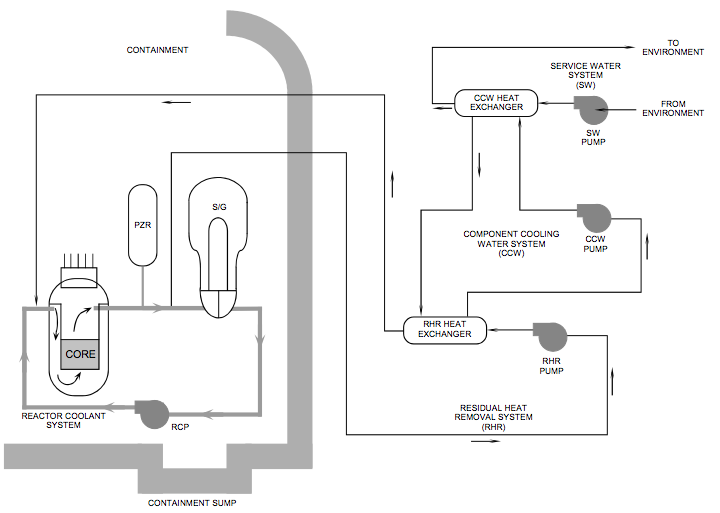 CONTAINMENT
TO
ENVIRONMENT
SERVICE WATER
SYSTEM
(SW)
CCW HEAT
EXCHANGER
FROM
ENVIRONMENT
SW
PUMP
S/G
PZR
COMPONENT COOLING
WATER SYSTEM
(CCW)
CCW
PUMP
RHR HEAT
EXCHANGER
CORE
RHR
PUMP
REACTOR COOLANT
SYSTEM
RCP
RESIDUAL HEAT
REMOVAL SYSTEM
(RHR)
CONTAINMENT SUMP